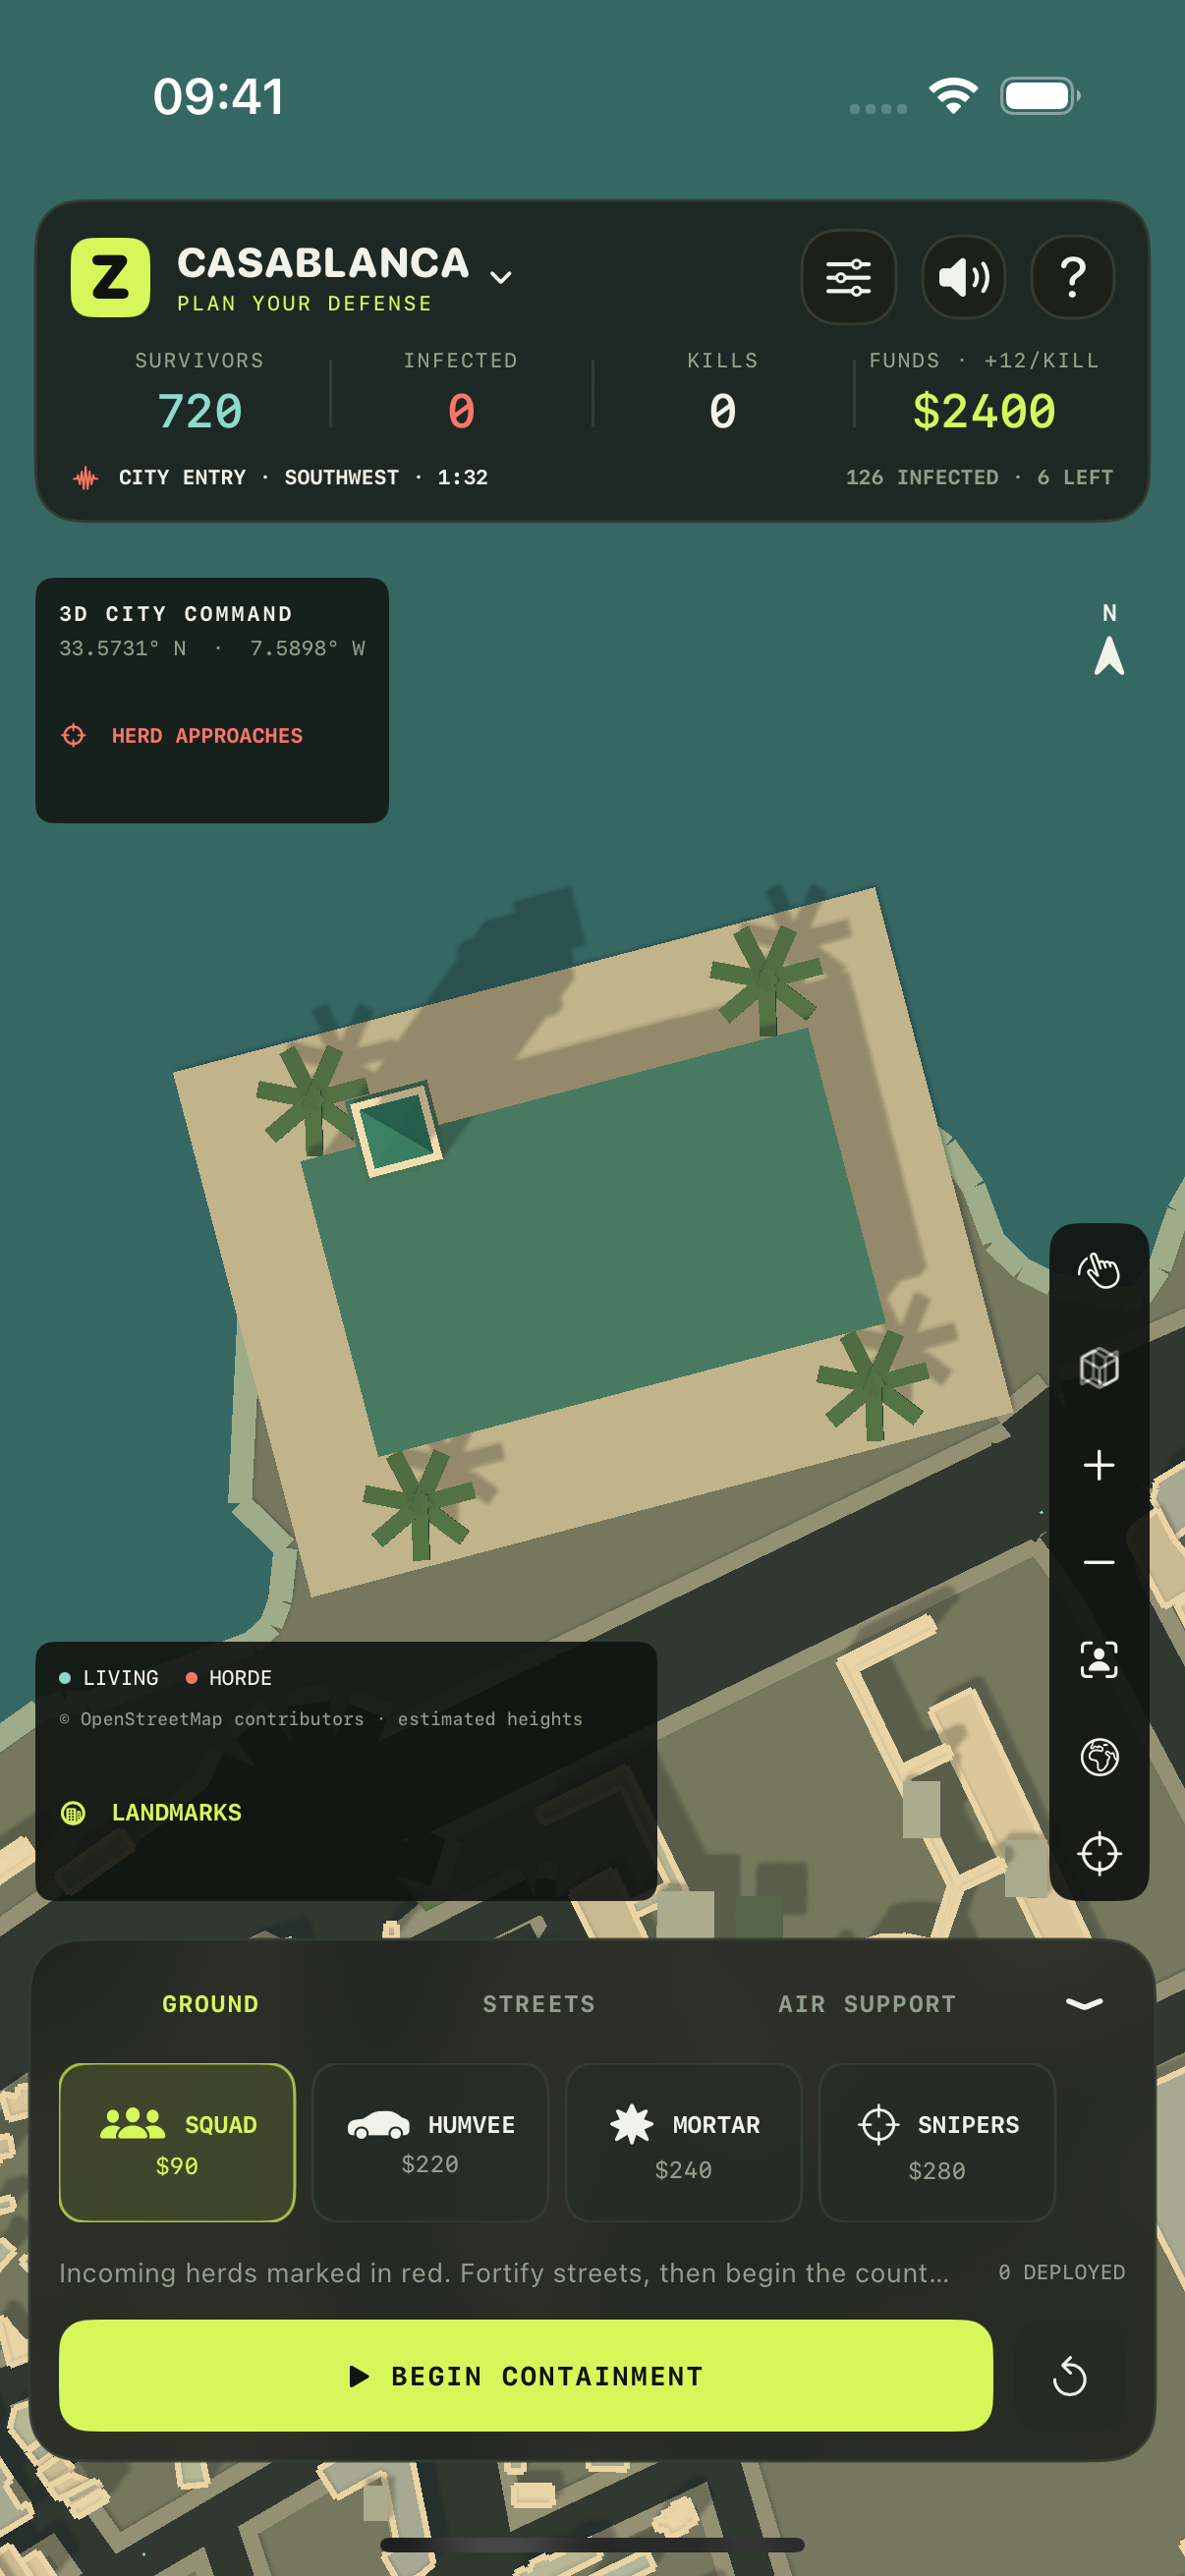 09:41
Z
CASABLANCA
PLAN YOUR DEFENSE
?
SURVIVORS
INFECTED
KILLS
FUNDS · +12/KILL
720
0
0
$2400
CITY ENTRY · SOUTHWEST · 1:32
126 INFECTED · 6 LEFT
3D CITY COMMAND
33.5731° N · 7.5898° W
HERD APPROACHES
N
LIVING
HORDE
© OpenStreetMap contributors · estimated heights
LANDMARKS
GROUND
STREETS
AIR SUPPORT
SQUAD
$90
HUMVEE
$220
MORTAR
$240
SNIPERS
$280
Incoming herds marked in red. Fortify streets, then begin the count...
0 DEPLOYED
BEGIN CONTAINMENT